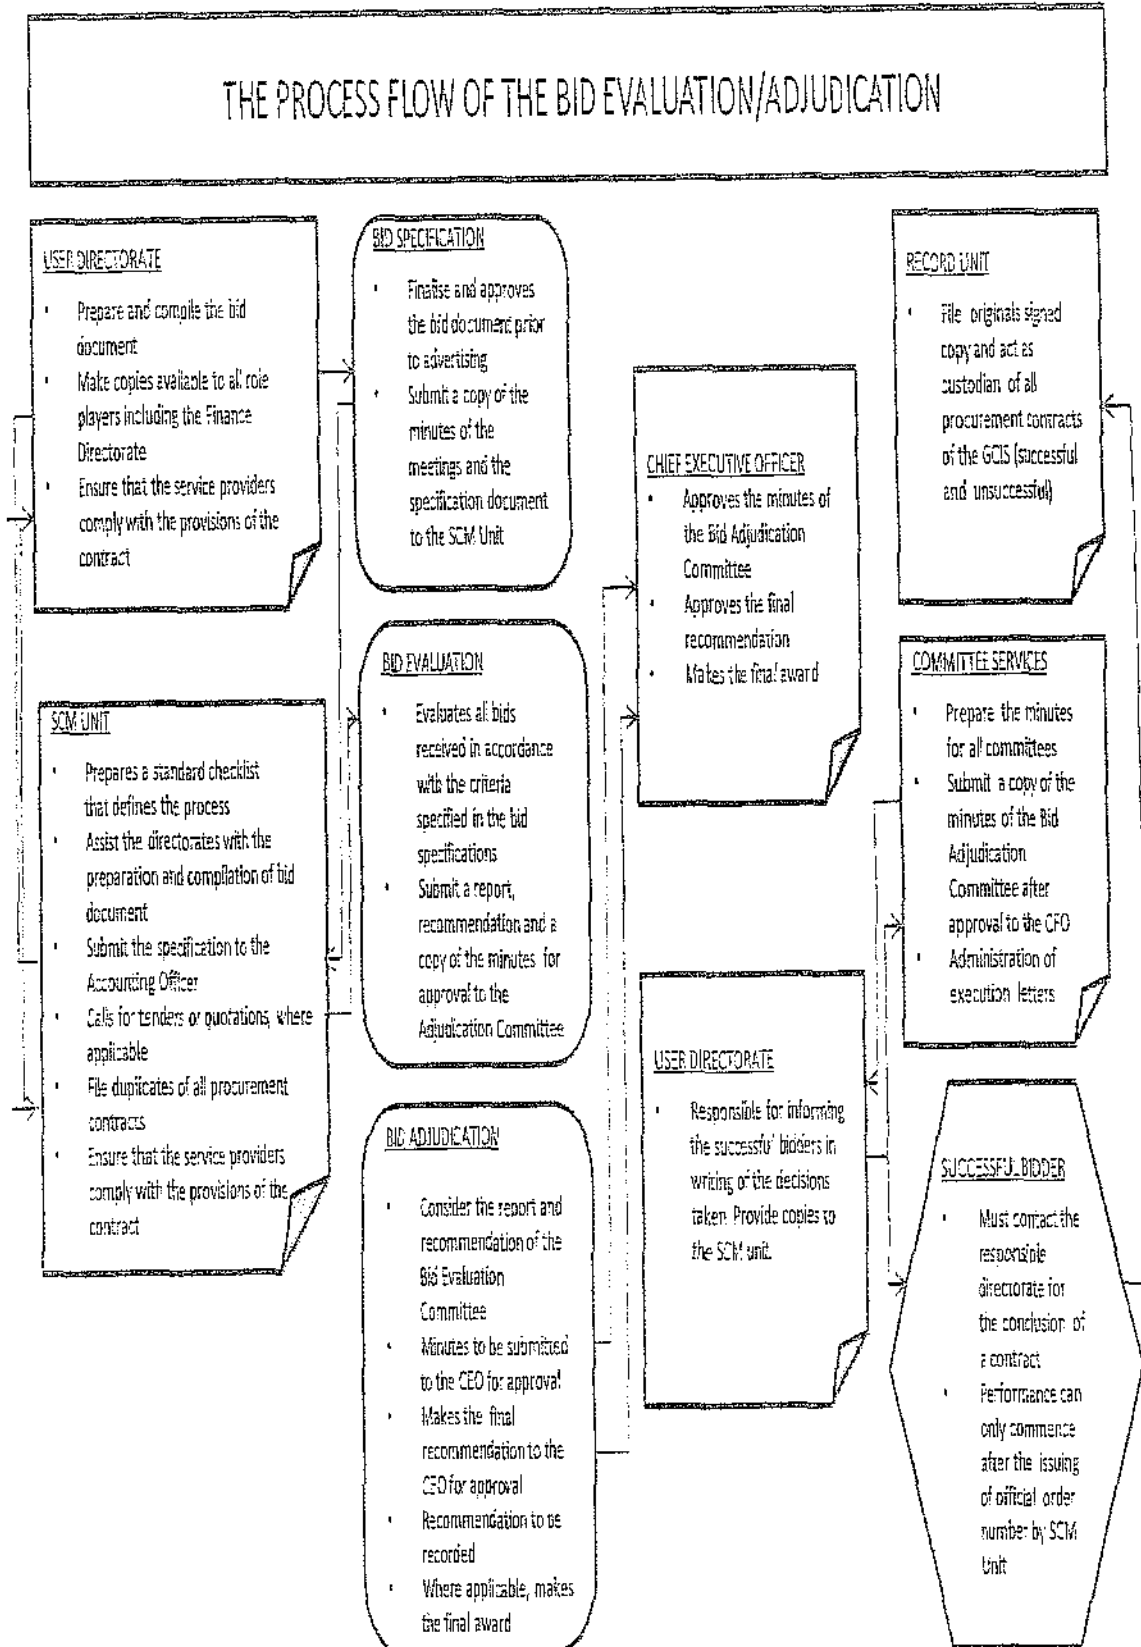 THE PROCESS FLOW OF THE BID EVALUATION/ADJUDICATION
USER DIRECTORATE
• Prepare and compile the bid
document
• Make copies available to all role
players including the Finance
Directorate
• Ensure that the service providers
comply with the provisions of the
contract
SCM UNIT
• Prepares a standard checklist
that defines the process
• Assist the directorates with the
preparation and compilation of bid
document
• Submit the specification to the
Accounting Officer
• Calls for tenders or quotations, where
applicable
• File duplicates of all procurement
contracts
• Ensure that the service providers
comply with the provisions of the
contract
BID SPECIFICATION
• Finalise and approves
the bid document prior
to advertising
• Submit a copy of the
minutes of the
meetings and the
specification document
to the SCM Unit
BID EVALUATION
• Evaluates all bids
received in accordance
with the criteria
specified in the bid
specifications
• Submit a report,
recommendation and a
copy of the minutes for
approval to the
Adjudication Committee
BID ADJUDICATION
• Consider the report and
recommendation of the
Bid Evaluation
Committee
• Minutes to be submitted
to the CEO for approval
• Makes the final
recommendation to the
CEO for approval
• Recommendation to be
recorded
• Where applicable, makes
the final award
CHIEF EXECUTIVE OFFICER
• Approves the minutes of
the Bid Adjudication
Committee
• Approves the final
recommendation
• Makes the final award
USER DIRECTORATE
• Responsible for informing
the successful bidders in
writing of the decisions
taken. Provide copies to
the SCM unit.
RECORD UNIT
• File originals signed
copy and act as
custodian of all
procurement contracts
of the GCIS (successful
and unsuccessful)
COMMITTEE SERVICES
• Prepare the minutes
for all committees
• Submit a copy of the
minutes of the Bid
Adjudication
Committee after
approval to the CFO
• Administration of
execution letters
SUCCESSFUL BIDDER
• Must contact the
responsible
directorate for
the conclusion of
a contract
• Performance can
only commence
after the issuing
of official order
number by SCM
Unit